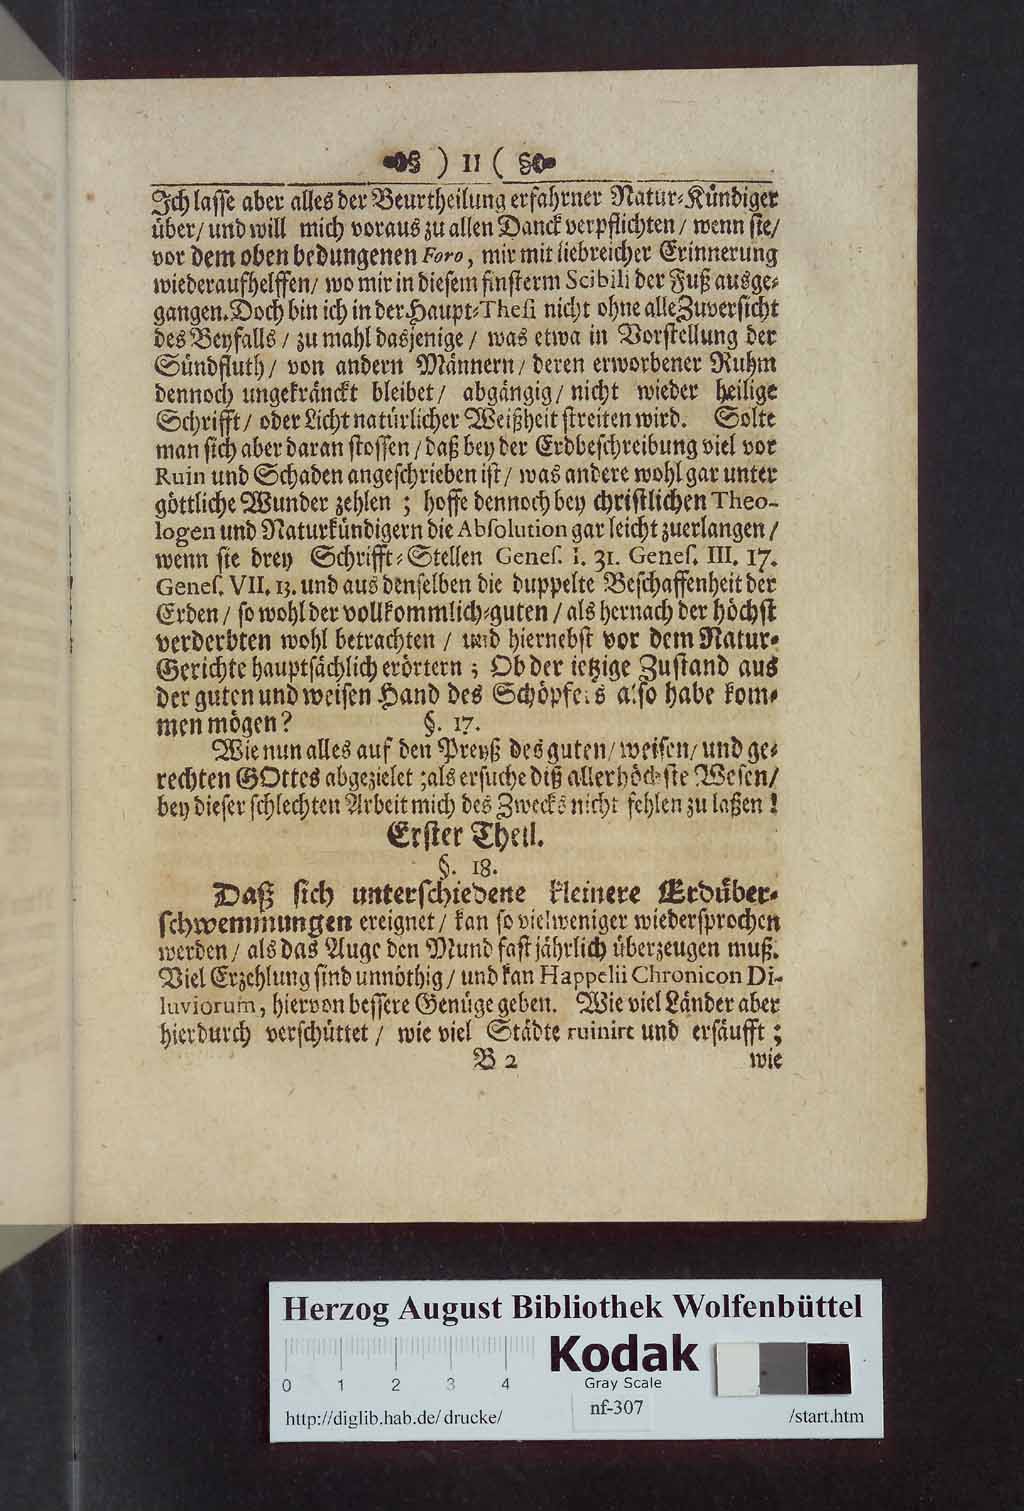 ) 11 (
Ich lasse aber alles der Beurtheilung erfahrner Natur-Kündiger
über/ und will mich voraus zu allen Danck verpflichten/ wenn sie/
vor dem oben bedungenen Foro, mir mit liebreicher Erinnerung
wiederaufhelffen/ wo mir in diesem finsterm Scibili der Fuß ausge-
gangen. Doch bin ich in der Haupt-Thesi nicht ohne alle Zuversicht
des Beyfalls/ zu mahl dasjenige/ was etwa in Vorstellung der
Sündfluth/ von andern Männern/ deren erworbener Ruhm
dennoch ungekränckt bleibet/ abgängig/ nicht wieder heilige
Schrifft/ oder Licht natürlicher Weißheit streiten wird. Solte
man sich aber daran stossen/ daß bey der Erdbeschreibung viel vor
Ruin und Schaden angeschrieben ist/ was andere wohl gar unter
göttliche Wunder zehlen; hoffe dennoch bey christlichen Theo-
logen und Naturkündigern die Absolution gar leicht zuerlangen/
wenn sie drey Schrifft-Stellen Genes. I. 31. Genes. III. 17.
Genes. VII. 13. und aus denselben die duppelte Beschaffenheit der
Erden/ so wohl der vollkommlich-guten/ als hernach der höchst
verderbten wohl betrachten/ und hiernebst vor dem Natur-
Gerichte hauptsächlich erörtern; Ob der ietzige Zustand aus
der guten und weisen Hand des Schöpfers also habe kom-
men mögen? §. 17.
Wie nun alles auf den Preyß des guten/ weisen/ und ge-
rechten GOttes abgezielet; als ersuche diß allerhöchste Wesen/
bey dieser schlechten Arbeit mich des Zwecks nicht fehlen zu laßen!
Erster Theil.
§. 18.
Daß sich unterschiedene kleinere Erdüber-
schwemmungen ereignet/ kan so vielweniger wiedersprochen
werden/ als das Auge den Mund fast jährlich überzeugen muß.
Viel Erzehlung sind unnöthig/ und kan Happelii Chronicon Di-
luviorum, hiervon bessere Genüge geben. Wie viel Länder aber
hierdurch verschüttet/ wie viel Städte ruinirt und ersäufft;
B 2 wie
Herzog August Bibliothek Wolfenbüttel
Kodak
Gray Scale
0 1 2 3 4
nf-307
http://diglib.hab.de/drucke/ /start.htm